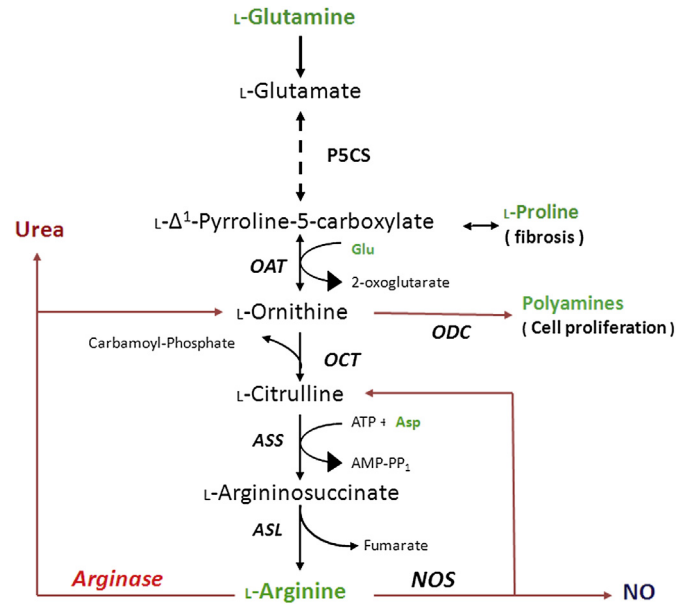 L-Glutamine
L-Glutamate
P5CS
L-Δ¹-Pyrroline-5-carboxylate
L-Proline
( fibrosis )
Urea
OAT
Glu
2-oxoglutarate
L-Ornithine
ODC
Polyamines
( Cell proliferation )
Carbamoyl-Phosphate
OCT
L-Citrulline
ASS
ATP + Asp
AMP-PP₁
L-Argininosuccinate
ASL
Fumarate
Arginase
L-Arginine
NOS
NO